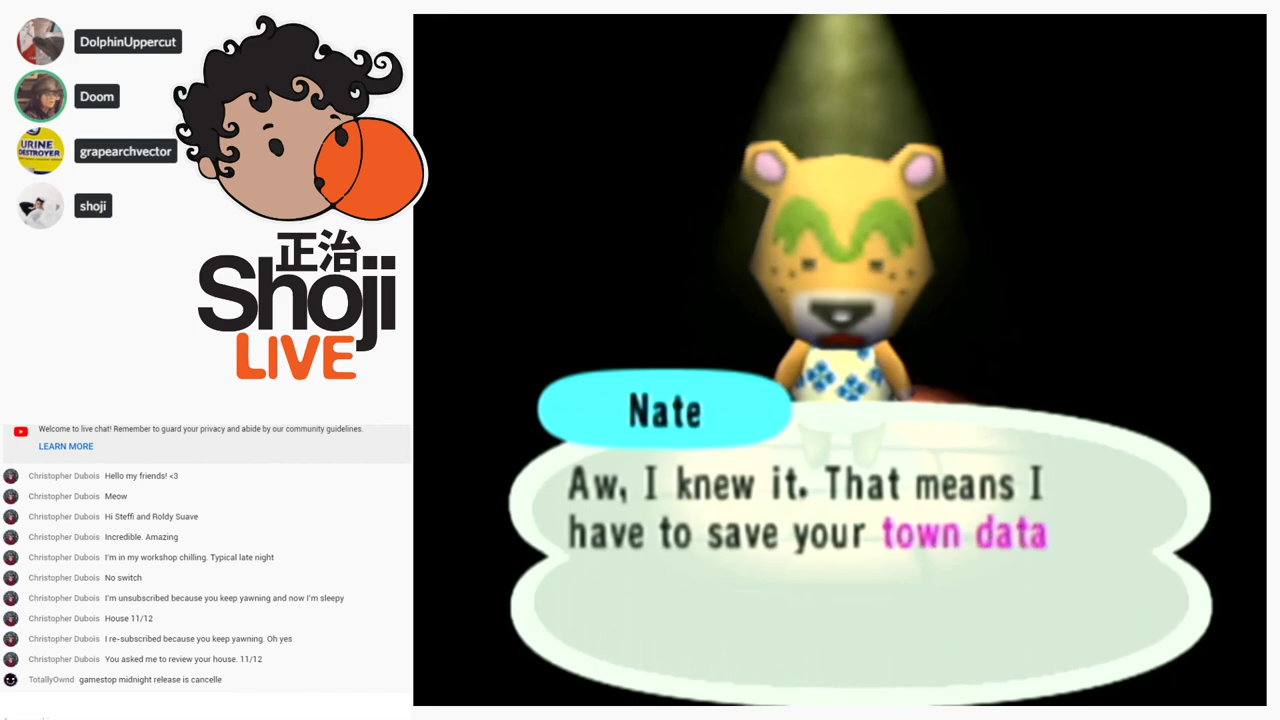 DolphinUppercut
Doom
URINE
DESTROYER
grapearchvector
shoji
正治
Shoji
LIVE
Welcome to live chat! Remember to guard your privacy and abide by our community guidelines.
LEARN MORE
Christopher Dubois Hello my friends! <3
Christopher Dubois Meow
Christopher Dubois Hi Steffi and Roldy Suave
Christopher Dubois Incredible. Amazing
Christopher Dubois I'm in my workshop chilling. Typical late night
Christopher Dubois No switch
Christopher Dubois I'm unsubscribed because you keep yawning and now I'm sleepy
Christopher Dubois House 11/12
Christopher Dubois I re-subscribed because you keep yawning. Oh yes
Christopher Dubois You asked me to review your house. 11/12
TotallyOwnd gamestop midnight release is cancelle
Nate
Aw, I knew it. That means I
have to save your town data